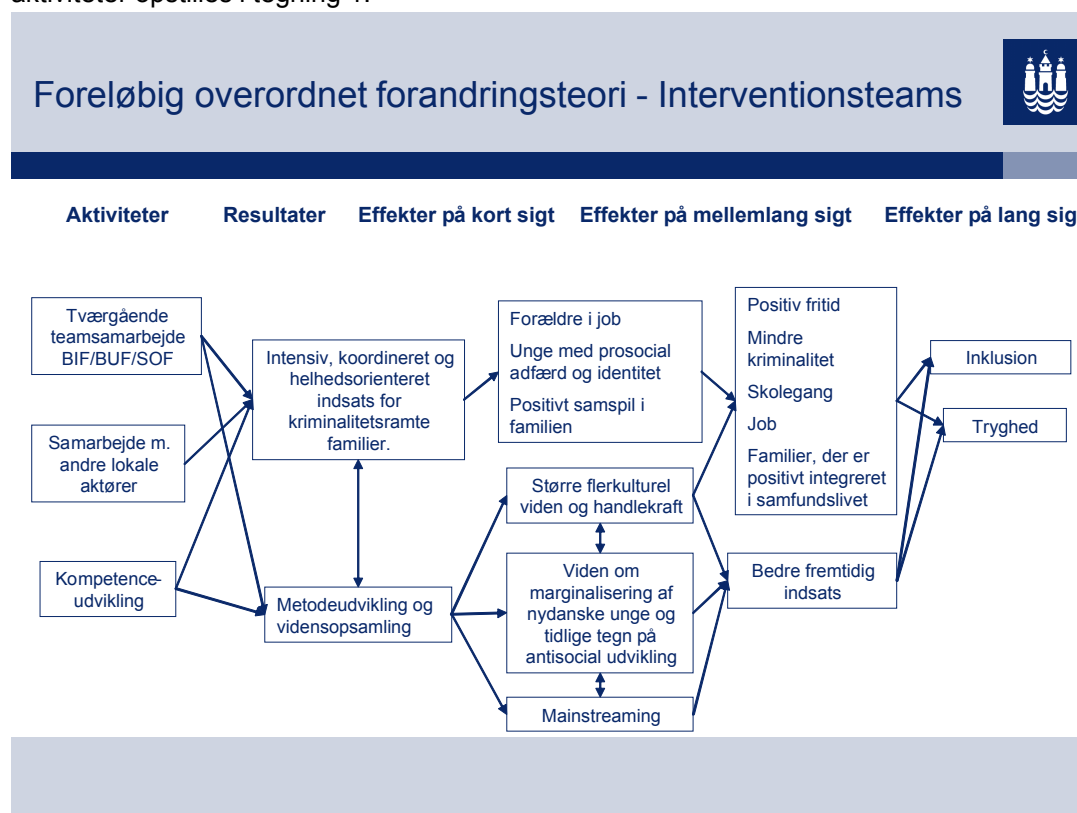 Foreløbig overordnet forandringsteori - Interventionsteams
Aktiviteter
Resultater
Effekter på kort sigt
Effekter på mellemlang sigt
Effekter på lang sig
Tværgående
teamsamarbejde
BIF/BUF/SOF
Samarbejde m.
andre lokale
aktører
Kompetence-
udvikling
Intensiv, koordineret og
helhedsorienteret
indsats for
kriminalitetsramte
familier.
Metodeudvikling og
vidensopsamling
Forældre i job
Unge med prosocial
adfærd og identitet
Positivt samspil i
familien
Større flerkulturel
viden og handlekraft
Viden om
marginalisering af
nydanske unge og
tidlige tegn på
antisocial udvikling
Mainstreaming
Positiv fritid
Mindre
kriminalitet
Skolegang
Job
Familier, der er
positivt integreret
i samfundslivet
Bedre fremtidig
indsats
Inklusion
Tryghed